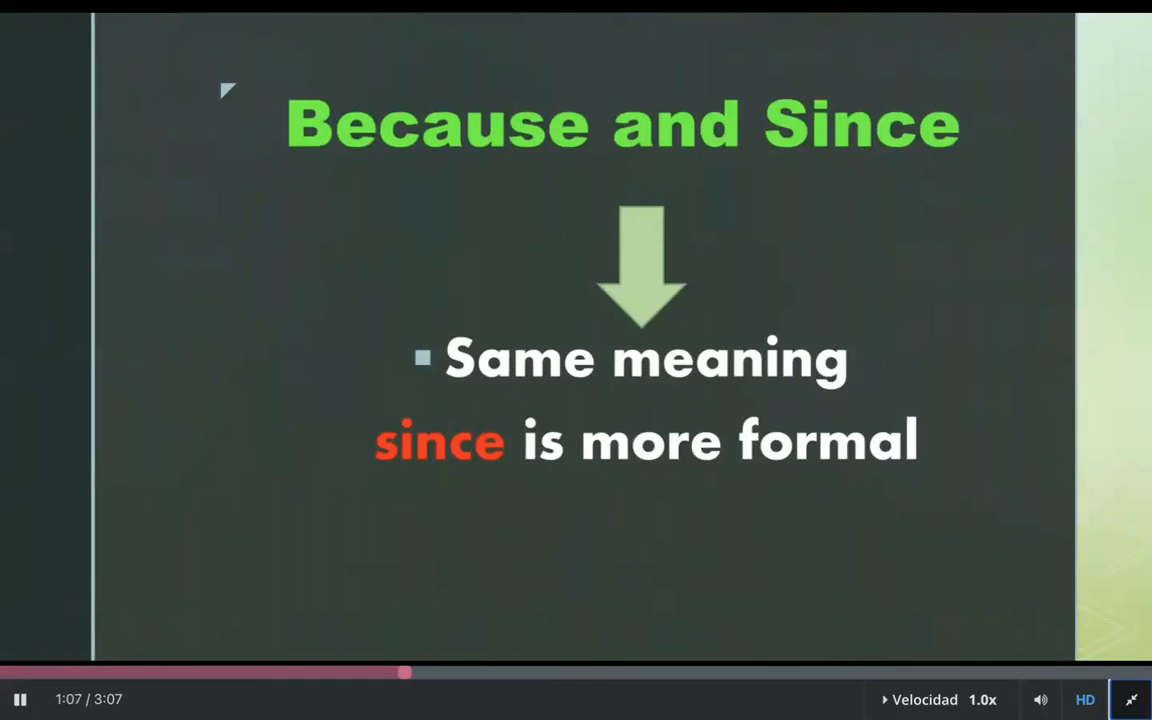 Because and Since
Same meaning
since is more formal
1:07 / 3:07
Velocidad 1.0x
HD